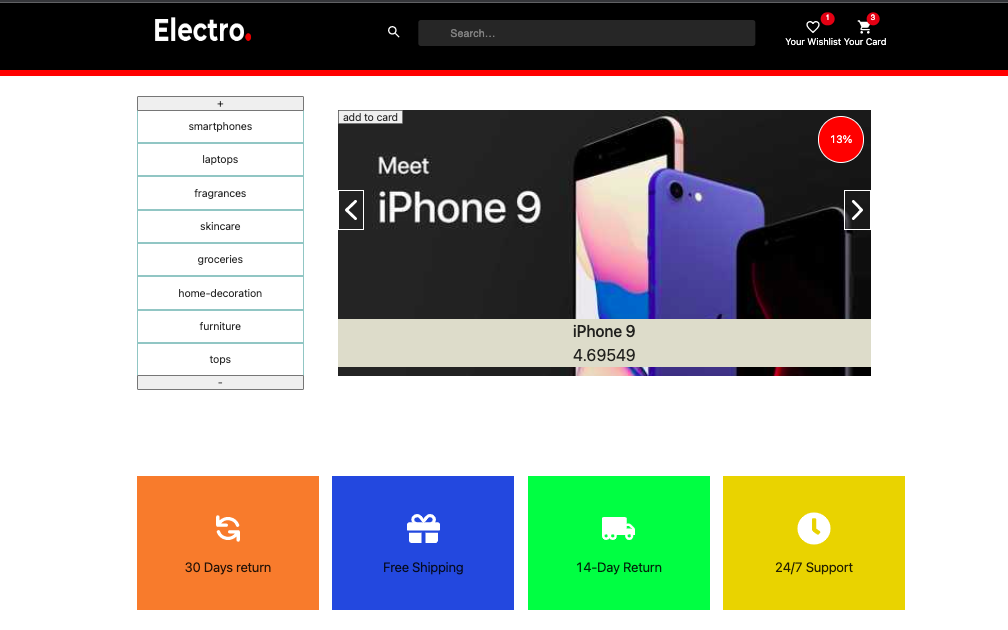 Electro.
Search...
1
3
Your Wishlist Your Card
+
smartphones
laptops
fragrances
skincare
groceries
home-decoration
furniture
tops
-
add to card
13%
Meet
iPhone 9
iPhone 9
4.69549
30 Days return
Free Shipping
14-Day Return
24/7 Support